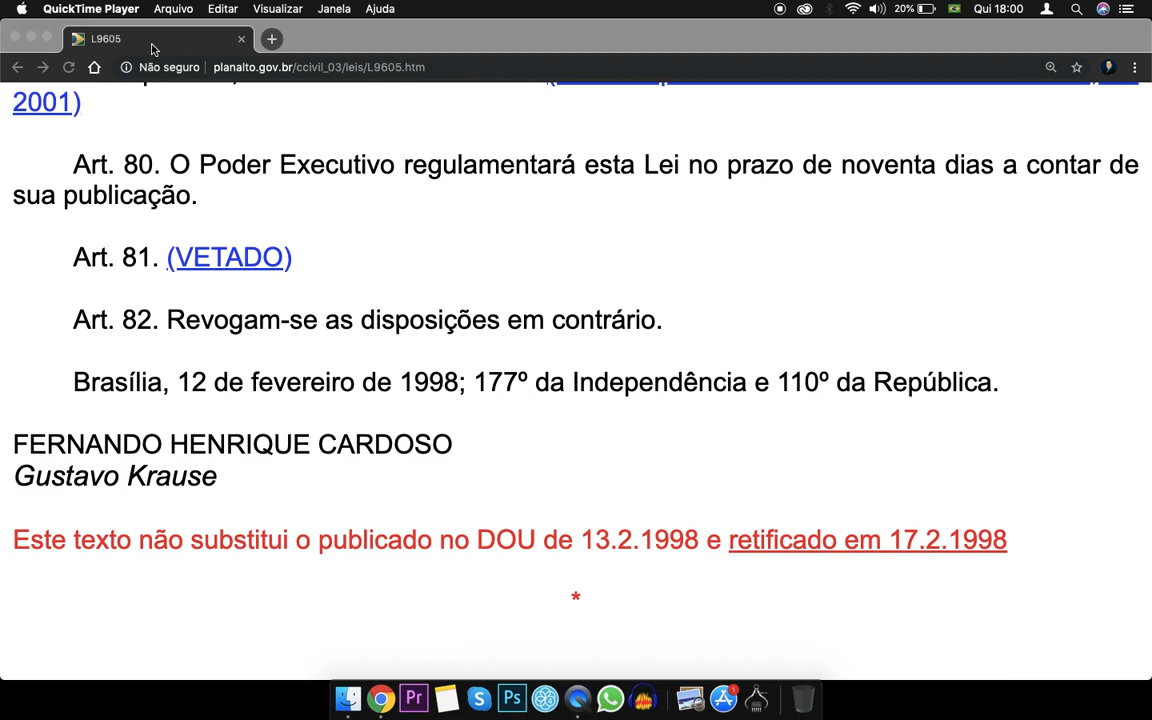 QuickTime Player Arquivo Editar Visualizar Janela Ajuda 20% Qui 18:00
L9605
Não seguro planalto.gov.br/ccivil_03/leis/L9605.htm
2001)
Art. 80. O Poder Executivo regulamentará esta Lei no prazo de noventa dias a contar de
sua publicação.
Art. 81. (VETADO)
Art. 82. Revogam-se as disposições em contrário.
Brasília, 12 de fevereiro de 1998; 177º da Independência e 110º da República.
FERNANDO HENRIQUE CARDOSO
Gustavo Krause
Este texto não substitui o publicado no DOU de 13.2.1998 e retificado em 17.2.1998
*
Pr
Ps
1